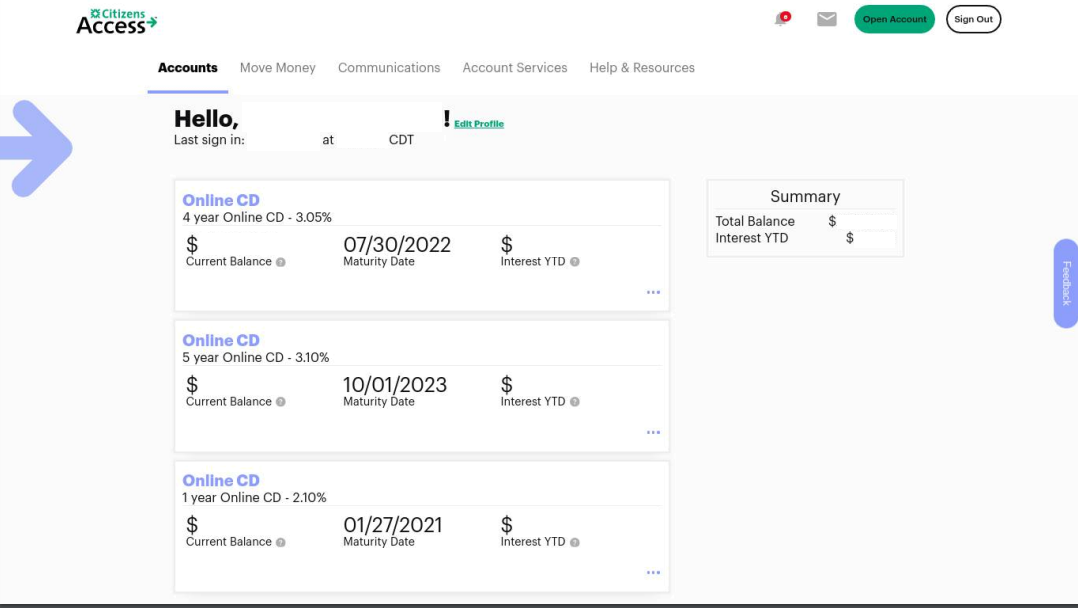 Citizens
Access
Open Account
Sign Out
Accounts Move Money Communications Account Services Help & Resources
Hello, ! Edit Profile
Last sign in: at CDT
Online CD
4 year Online CD - 3.05%
$ 07/30/2022 $
Current Balance ? Maturity Date Interest YTD ?
...
Online CD
5 year Online CD - 3.10%
$ 10/01/2023 $
Current Balance ? Maturity Date Interest YTD ?
...
Online CD
1 year Online CD - 2.10%
$ 01/27/2021 $
Current Balance ? Maturity Date Interest YTD ?
...
Summary
Total Balance $
Interest YTD $
Feedback